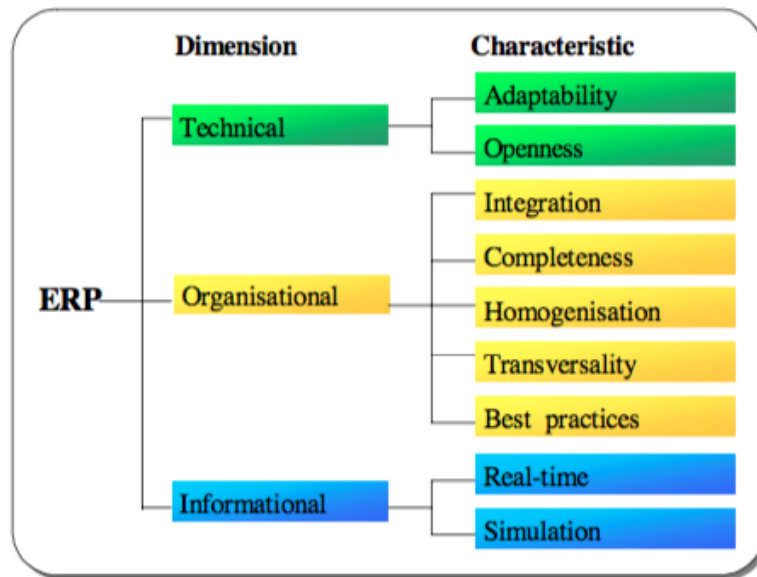 Dimension Characteristic
Technical
Adaptability
Openness
ERP
Organisational
Integration
Completeness
Homogenisation
Transversality
Best practices
Informational
Real-time
Simulation